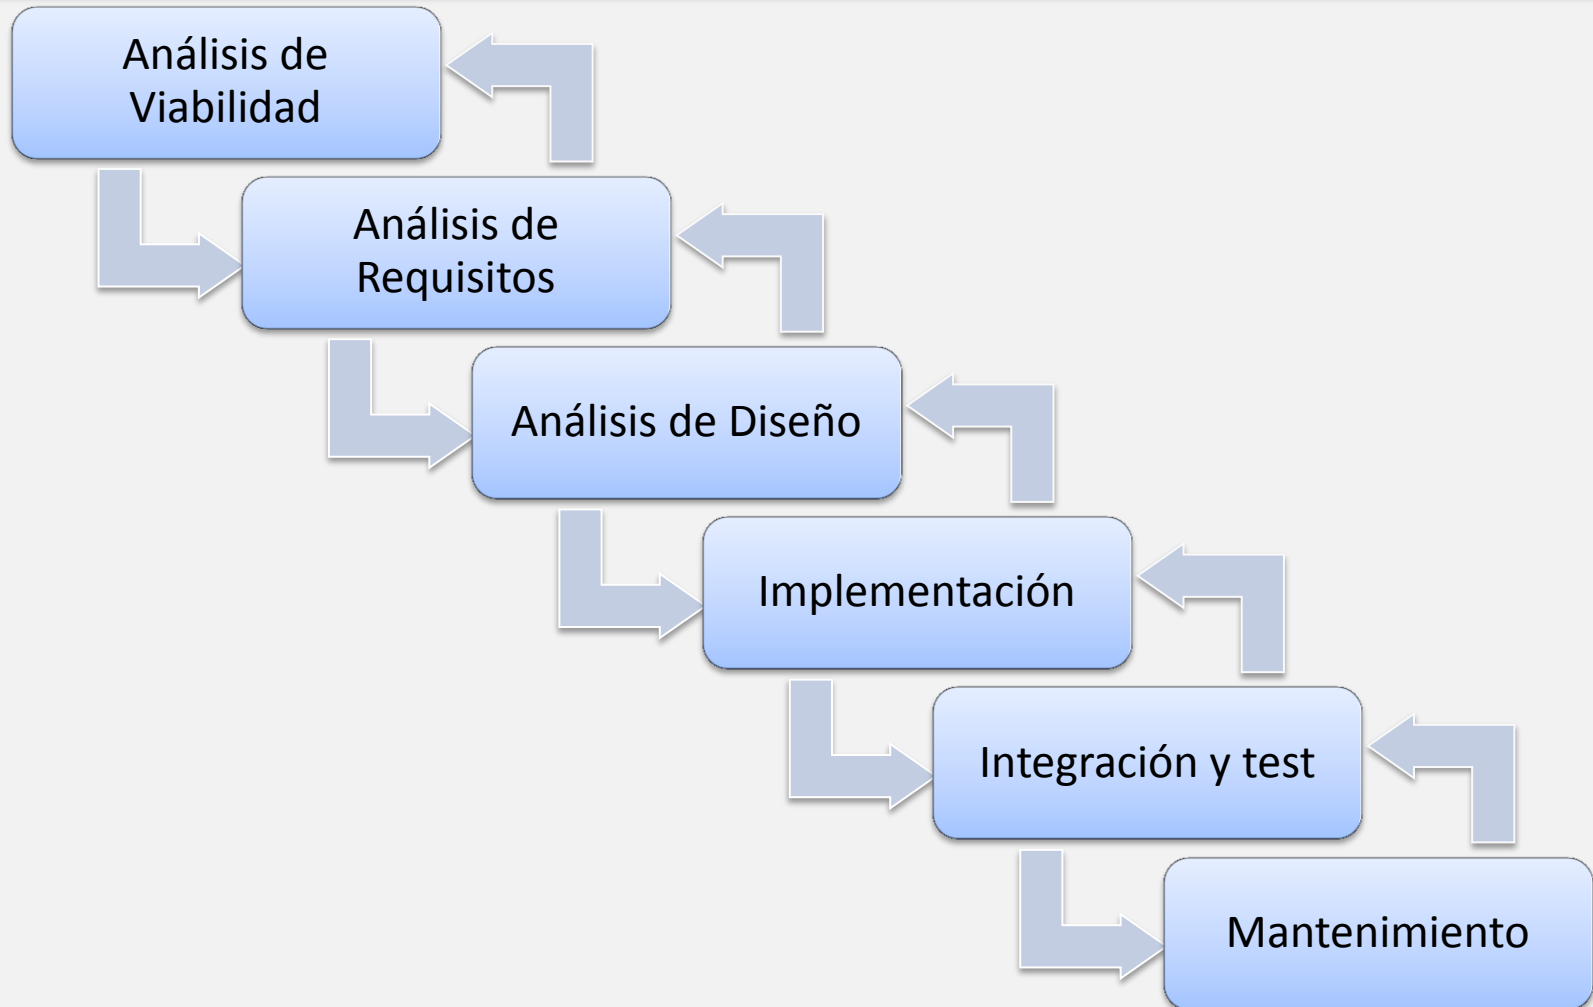 Análisis de
Viabilidad
Análisis de
Requisitos
Análisis de Diseño
Implementación
Integración y test
Mantenimiento